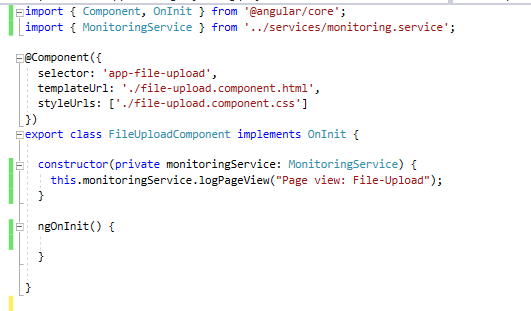 import { Component, OnInit } from '@angular/core';
import { MonitoringService } from '../services/monitoring.service';

@Component({
  selector: 'app-file-upload',
  templateUrl: './file-upload.component.html',
  styleUrls: ['./file-upload.component.css']
})
export class FileUploadComponent implements OnInit {

  constructor(private monitoringService: MonitoringService) {
    this.monitoringService.logPageView("Page view: File-Upload");
  }

  ngOnInit() {

  }

}